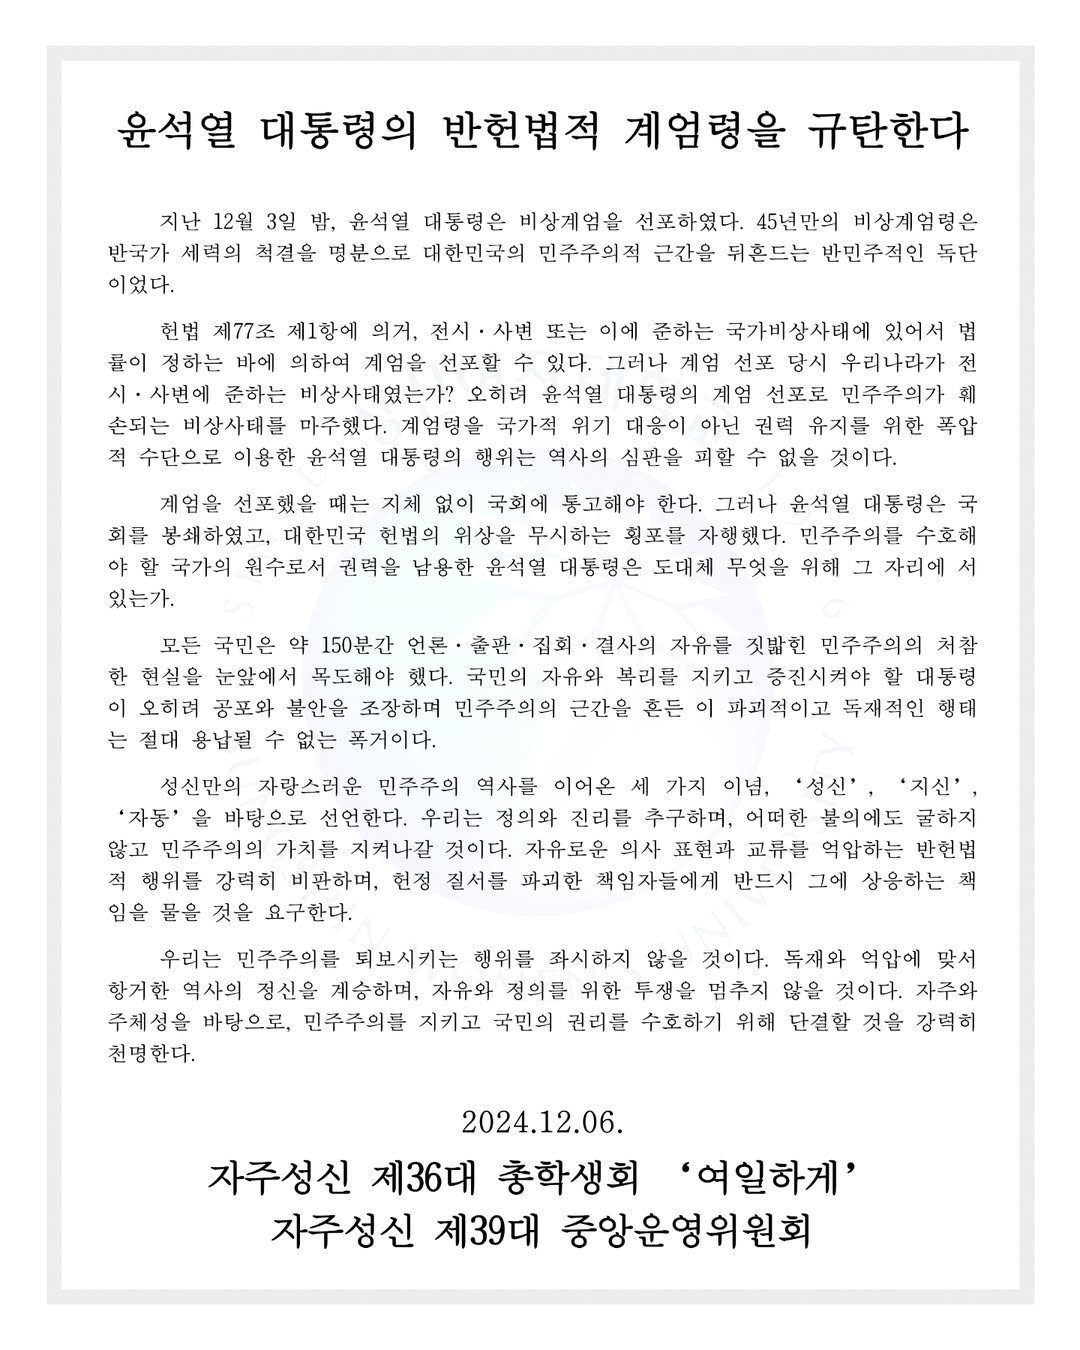 윤석열 대통령의 반헌법적 계엄령을 규탄한다
지난 12월 3일 밤, 윤석열 대통령은 비상계엄을 선포하였다. 45년만의 비상계엄령은
반국가 세력의 척결을 명분으로 대한민국의 민주주의적 근간을 뒤흔드는 반민주적인 독단
이었다.
헌법 제77조 제1항에 의거, 전시·사변 또는 이에 준하는 국가비상사태에 있어서 법
률이 정하는 바에 의하여 계엄을 선포할 수 있다. 그러나 계엄 선포 당시 우리나라가 전
시·사변에 준하는 비상사태였는가? 오히려 윤석열 대통령의 계엄 선포로 민주주의가 훼
손되는 비상사태를 마주했다. 계엄령을 국가적 위기 대응이 아닌 권력 유지를 위한 폭압
적 수단으로 이용한 윤석열 대통령의 행위는 역사의 심판을 피할 수 없을 것이다.
계엄을 선포했을 때는 지체 없이 국회에 통고해야 한다. 그러나 윤석열 대통령은 국
회를 봉쇄하였고, 대한민국 헌법의 위상을 무시하는 횡포를 자행했다. 민주주의를 수호해
야 할 국가의 원수로서 권력을 남용한 윤석열 대통령은 도대체 무엇을 위해 그 자리에 서
있는가.
모든 국민은 약 150분간 언론·출판·집회·결사의 자유를 짓밟힌 민주주의의 처참
한 현실을 눈앞에서 목도해야 했다. 국민의 자유와 복리를 지키고 증진시켜야 할 대통령
이 오히려 공포와 불안을 조장하며 민주주의의 근간을 흔든 이 파괴적이고 독재적인 행태
는 절대 용납될 수 없는 폭거이다.
성신만의 자랑스러운 민주주의 역사를 이어온 세 가지 이념, ‘성신’, ‘지신’,
‘자동’을 바탕으로 선언한다. 우리는 정의와 진리를 추구하며, 어떠한 불의에도 굴하지
않고 민주주의의 가치를 지켜나갈 것이다. 자유로운 의사 표현과 교류를 억압하는 반헌법
적 행위를 강력히 비판하며, 헌정 질서를 파괴한 책임자들에게 반드시 그에 상응하는 책
임을 물을 것을 요구한다.
우리는 민주주의를 퇴보시키는 행위를 좌시하지 않을 것이다. 독재와 억압에 맞서
항거한 역사의 정신을 계승하며, 자유와 정의를 위한 투쟁을 멈추지 않을 것이다. 자주와
주체성을 바탕으로, 민주주의를 지키고 국민의 권리를 수호하기 위해 단결할 것을 강력히
천명한다.
2024.12.06.
자주성신 제36대 총학생회 ‘여일하게’
자주성신 제39대 중앙운영위원회